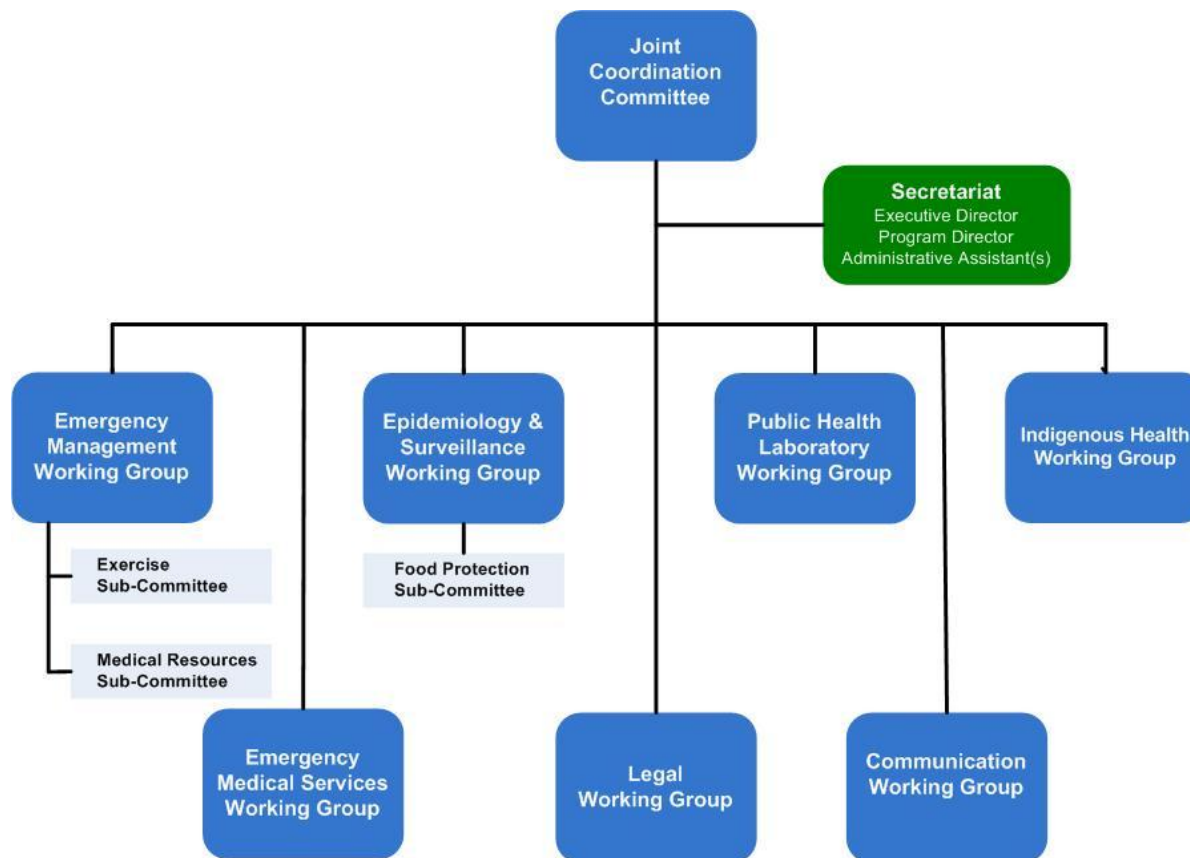 Joint
Coordination
Committee
Secretariat
Executive Director
Program Director
Administrative Assistant(s)
Emergency
Management
Working Group
Epidemiology &
Surveillance
Working Group
Public Health
Laboratory
Working Group
Indigenous Health
Working Group
Exercise
Sub-Committee
Medical Resources
Sub-Committee
Food Protection
Sub-Committee
Emergency
Medical Services
Working Group
Legal
Working Group
Communication
Working Group